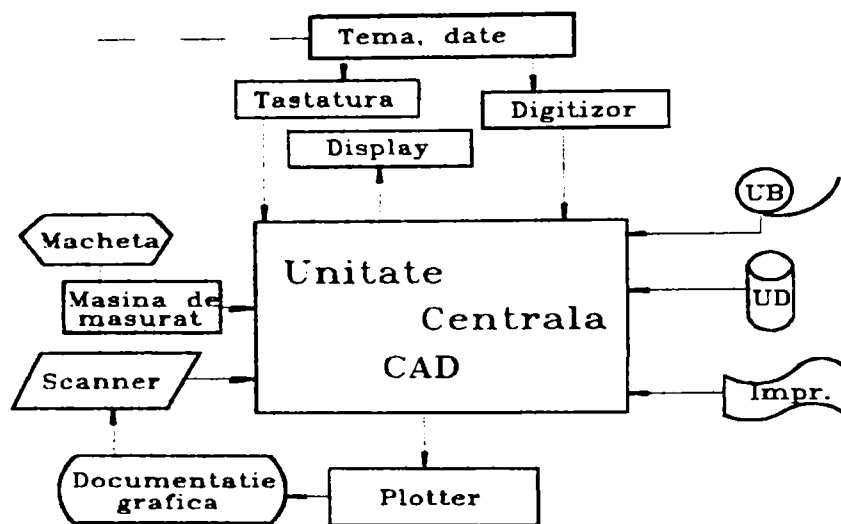 Tema, date
Tastatura
Digitizor
Display
UB
Macheta
Unitate
UD
Masina de
masurat
Centrala
Scanner
CAD
Impr.
Documentatie
grafica
Plotter